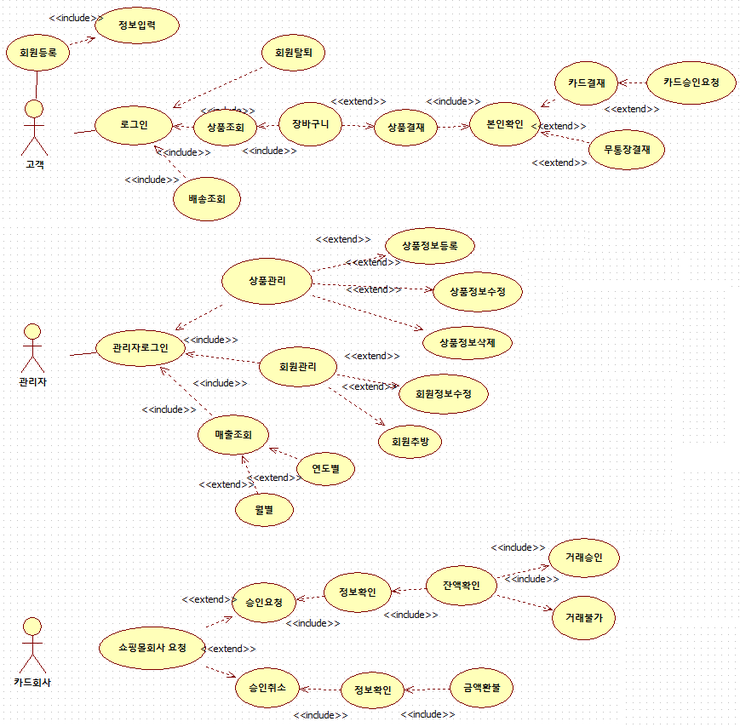 <<include>>
정보입력
회원등록
회원탈퇴
고객
로그인
<<include>>
상품조회
<<include>>
<<include>>
장바구니
<<extend>>
상품결재
<<include>>
본인확인
카드결재
카드승인요청
<<extend>>
<<extend>>
무통장결재
<<extend>>
<<include>>
배송조회
<<extend>>
상품정보등록
<<extend>>
상품관리
<<extend>>
상품정보수정
상품정보삭제
관리자
관리자로그인
<<include>>
<<extend>>
회원관리
<<include>>
<<extend>>
회원정보수정
<<include>>
매출조회
회원추방
연도별
<<extend>>
<<extend>>
월별
<<include>>
거래승인
<<include>>
잔액확인
정보확인
<<extend>>
승인요청
<<include>>
<<include>>
거래불가
카드회사
쇼핑몰회사 요청
<<extend>>
승인취소
정보확인
금액환불
<<include>>
<<include>>